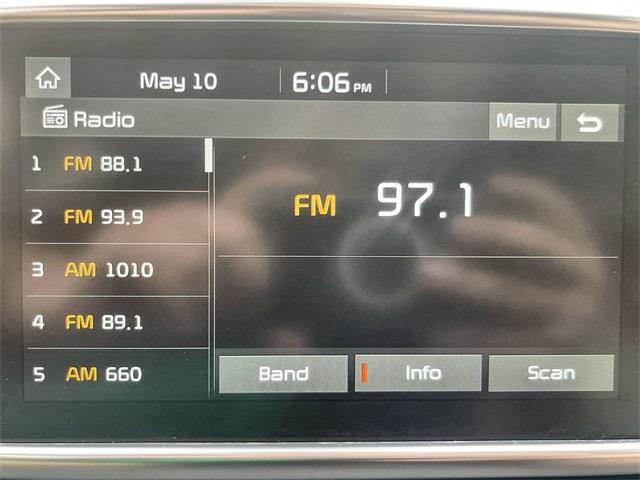 May 10 6:06 PM
Radio Menu
1 FM 88.1
2 FM 93.9
3 AM 1010
4 FM 89.1
5 AM 660
FM 97.1
Band Info Scan